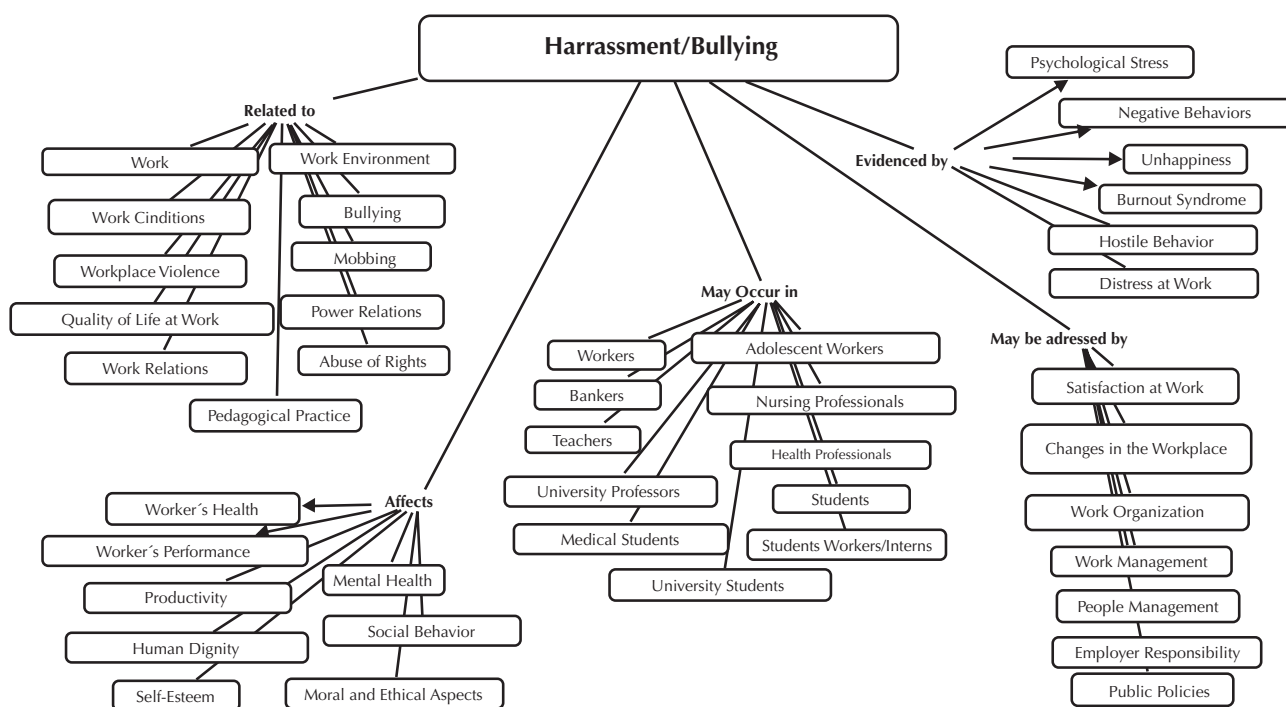 Harrassment/Bullying
Related to
Work
Work Environment
Work Cinditions
Bullying
Workplace Violence
Mobbing
Quality of Life at Work
Power Relations
Work Relations
Abuse of Rights
Pedagogical Practice
Affects
Worker´s Health
Worker´s Performance
Mental Health
Productivity
Social Behavior
Human Dignity
Self-Esteem
Moral and Ethical Aspects
May Occur in
Workers
Adolescent Workers
Bankers
Nursing Professionals
Teachers
Health Professionals
University Professors
Students
Medical Students
Students Workers/Interns
University Students
Evidenced by
Psychological Stress
Negative Behaviors
Unhappiness
Burnout Syndrome
Hostile Behavior
Distress at Work
May be adressed by
Satisfaction at Work
Changes in the Workplace
Work Organization
Work Management
People Management
Employer Responsibility
Public Policies